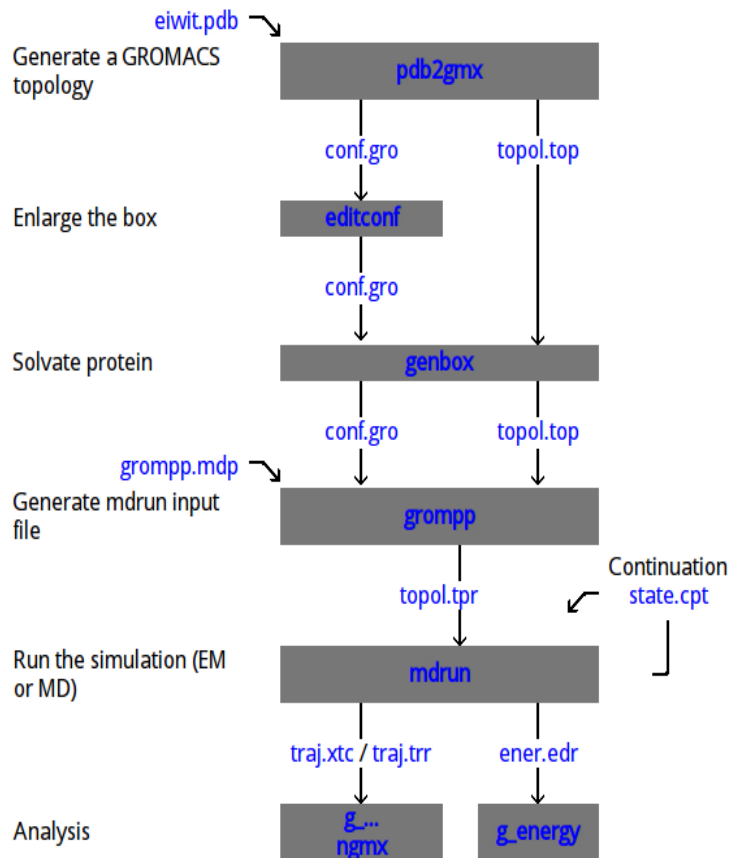 eiwit.pdb
Generate a GROMACS
topology
pdb2gmx
conf.gro
topol.top
Enlarge the box
editconf
conf.gro
Solvate protein
genbox
conf.gro
topol.top
grompp.mdp
Generate mdrun input
file
grompp
Continuation
topol.tpr
state.cpt
Run the simulation (EM
or MD)
mdrun
traj.xtc / traj.trr
ener.edr
Analysis
g_...
ngmx
g_energy